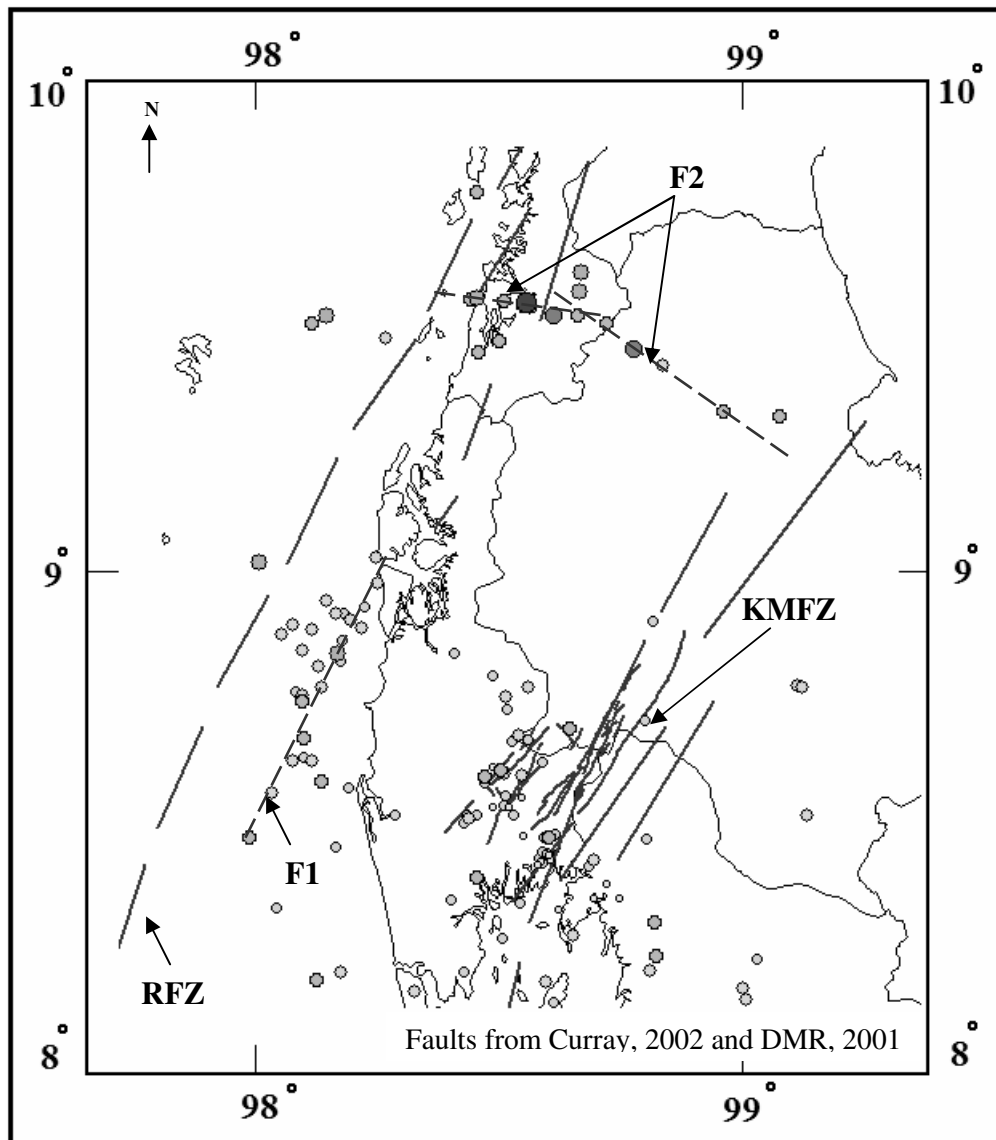 98° 99°
10° 10°
N
F2
9° 9°
KMFZ
F1
RFZ
Faults from Curray, 2002 and DMR, 2001
8° 8°
98° 99°